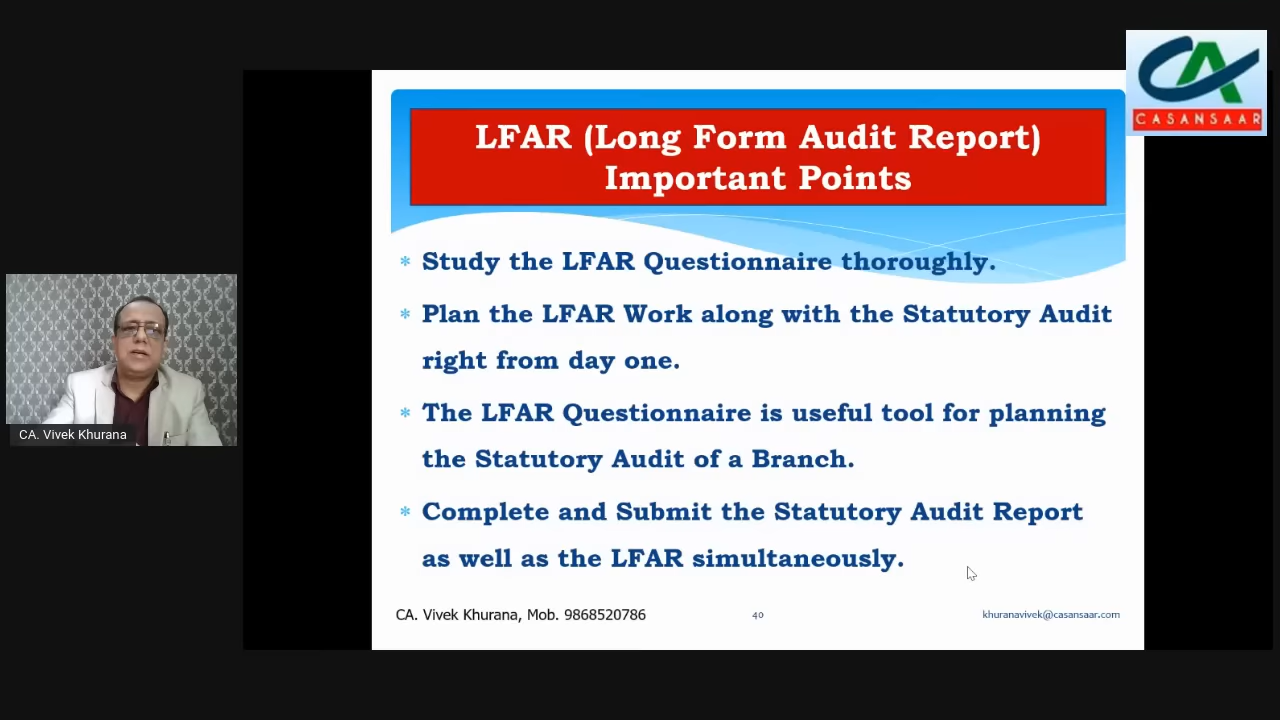 CASANSAAR
LFAR (Long Form Audit Report)
Important Points
* Study the LFAR Questionnaire thoroughly.
* Plan the LFAR Work along with the Statutory Audit
right from day one.
* The LFAR Questionnaire is useful tool for planning
the Statutory Audit of a Branch.
* Complete and Submit the Statutory Audit Report
as well as the LFAR simultaneously.
CA. Vivek Khurana
CA. Vivek Khurana, Mob. 9868520786 40 khuranavivek@casansaar.com